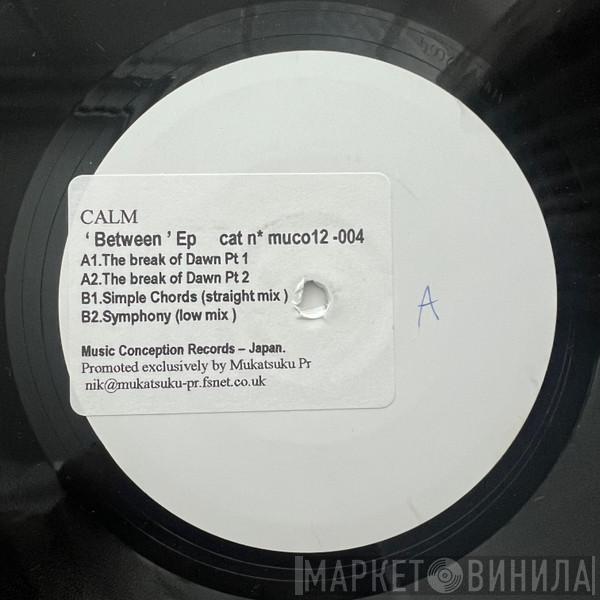 CALM
‘ Between ’ Ep cat n* muco12 -004
A1.The break of Dawn Pt 1
A2.The break of Dawn Pt 2
B1.Simple Chords (straight mix )
B2.Symphony (low mix )
Music Conception Records – Japan.
Promoted exclusively by Mukatsuku Pr
nik@mukatsuku-pr.fsnet.co.uk
A
МАРКЕТ ВИНИЛА